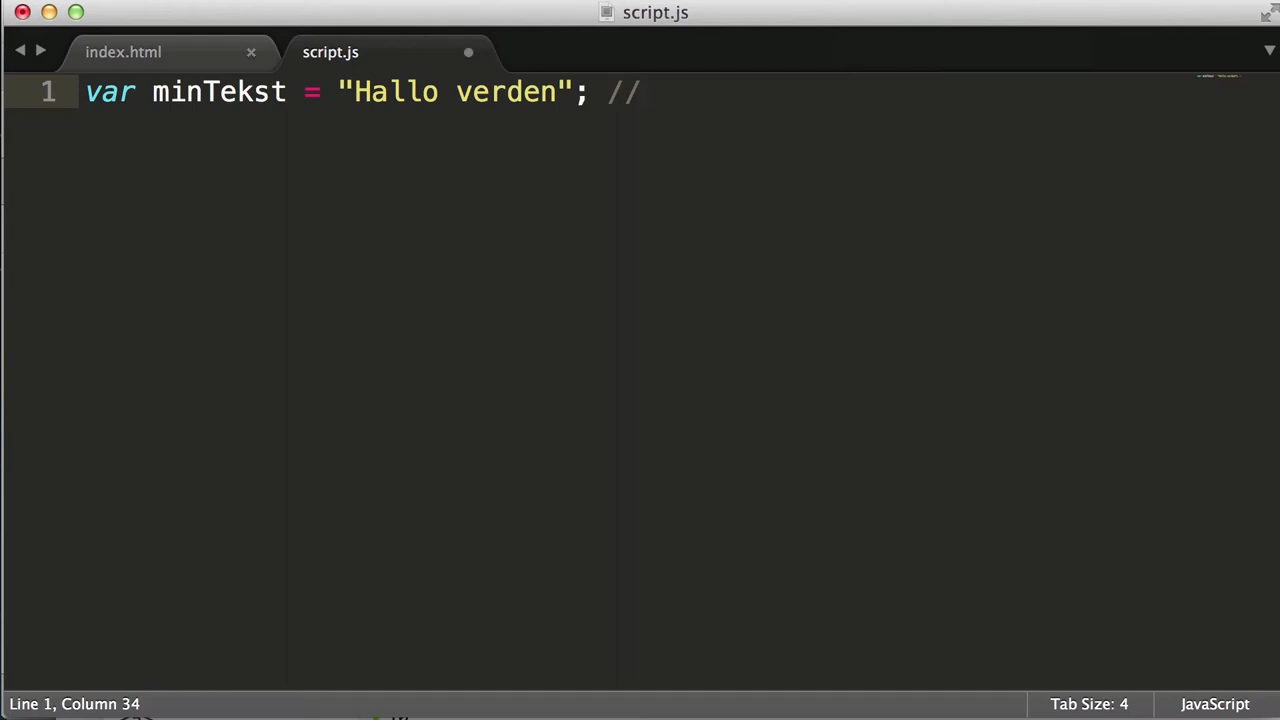 script.js
index.html script.js
1 var minTekst = "Hallo verden"; //
Line 1, Column 34 Tab Size: 4 JavaScript